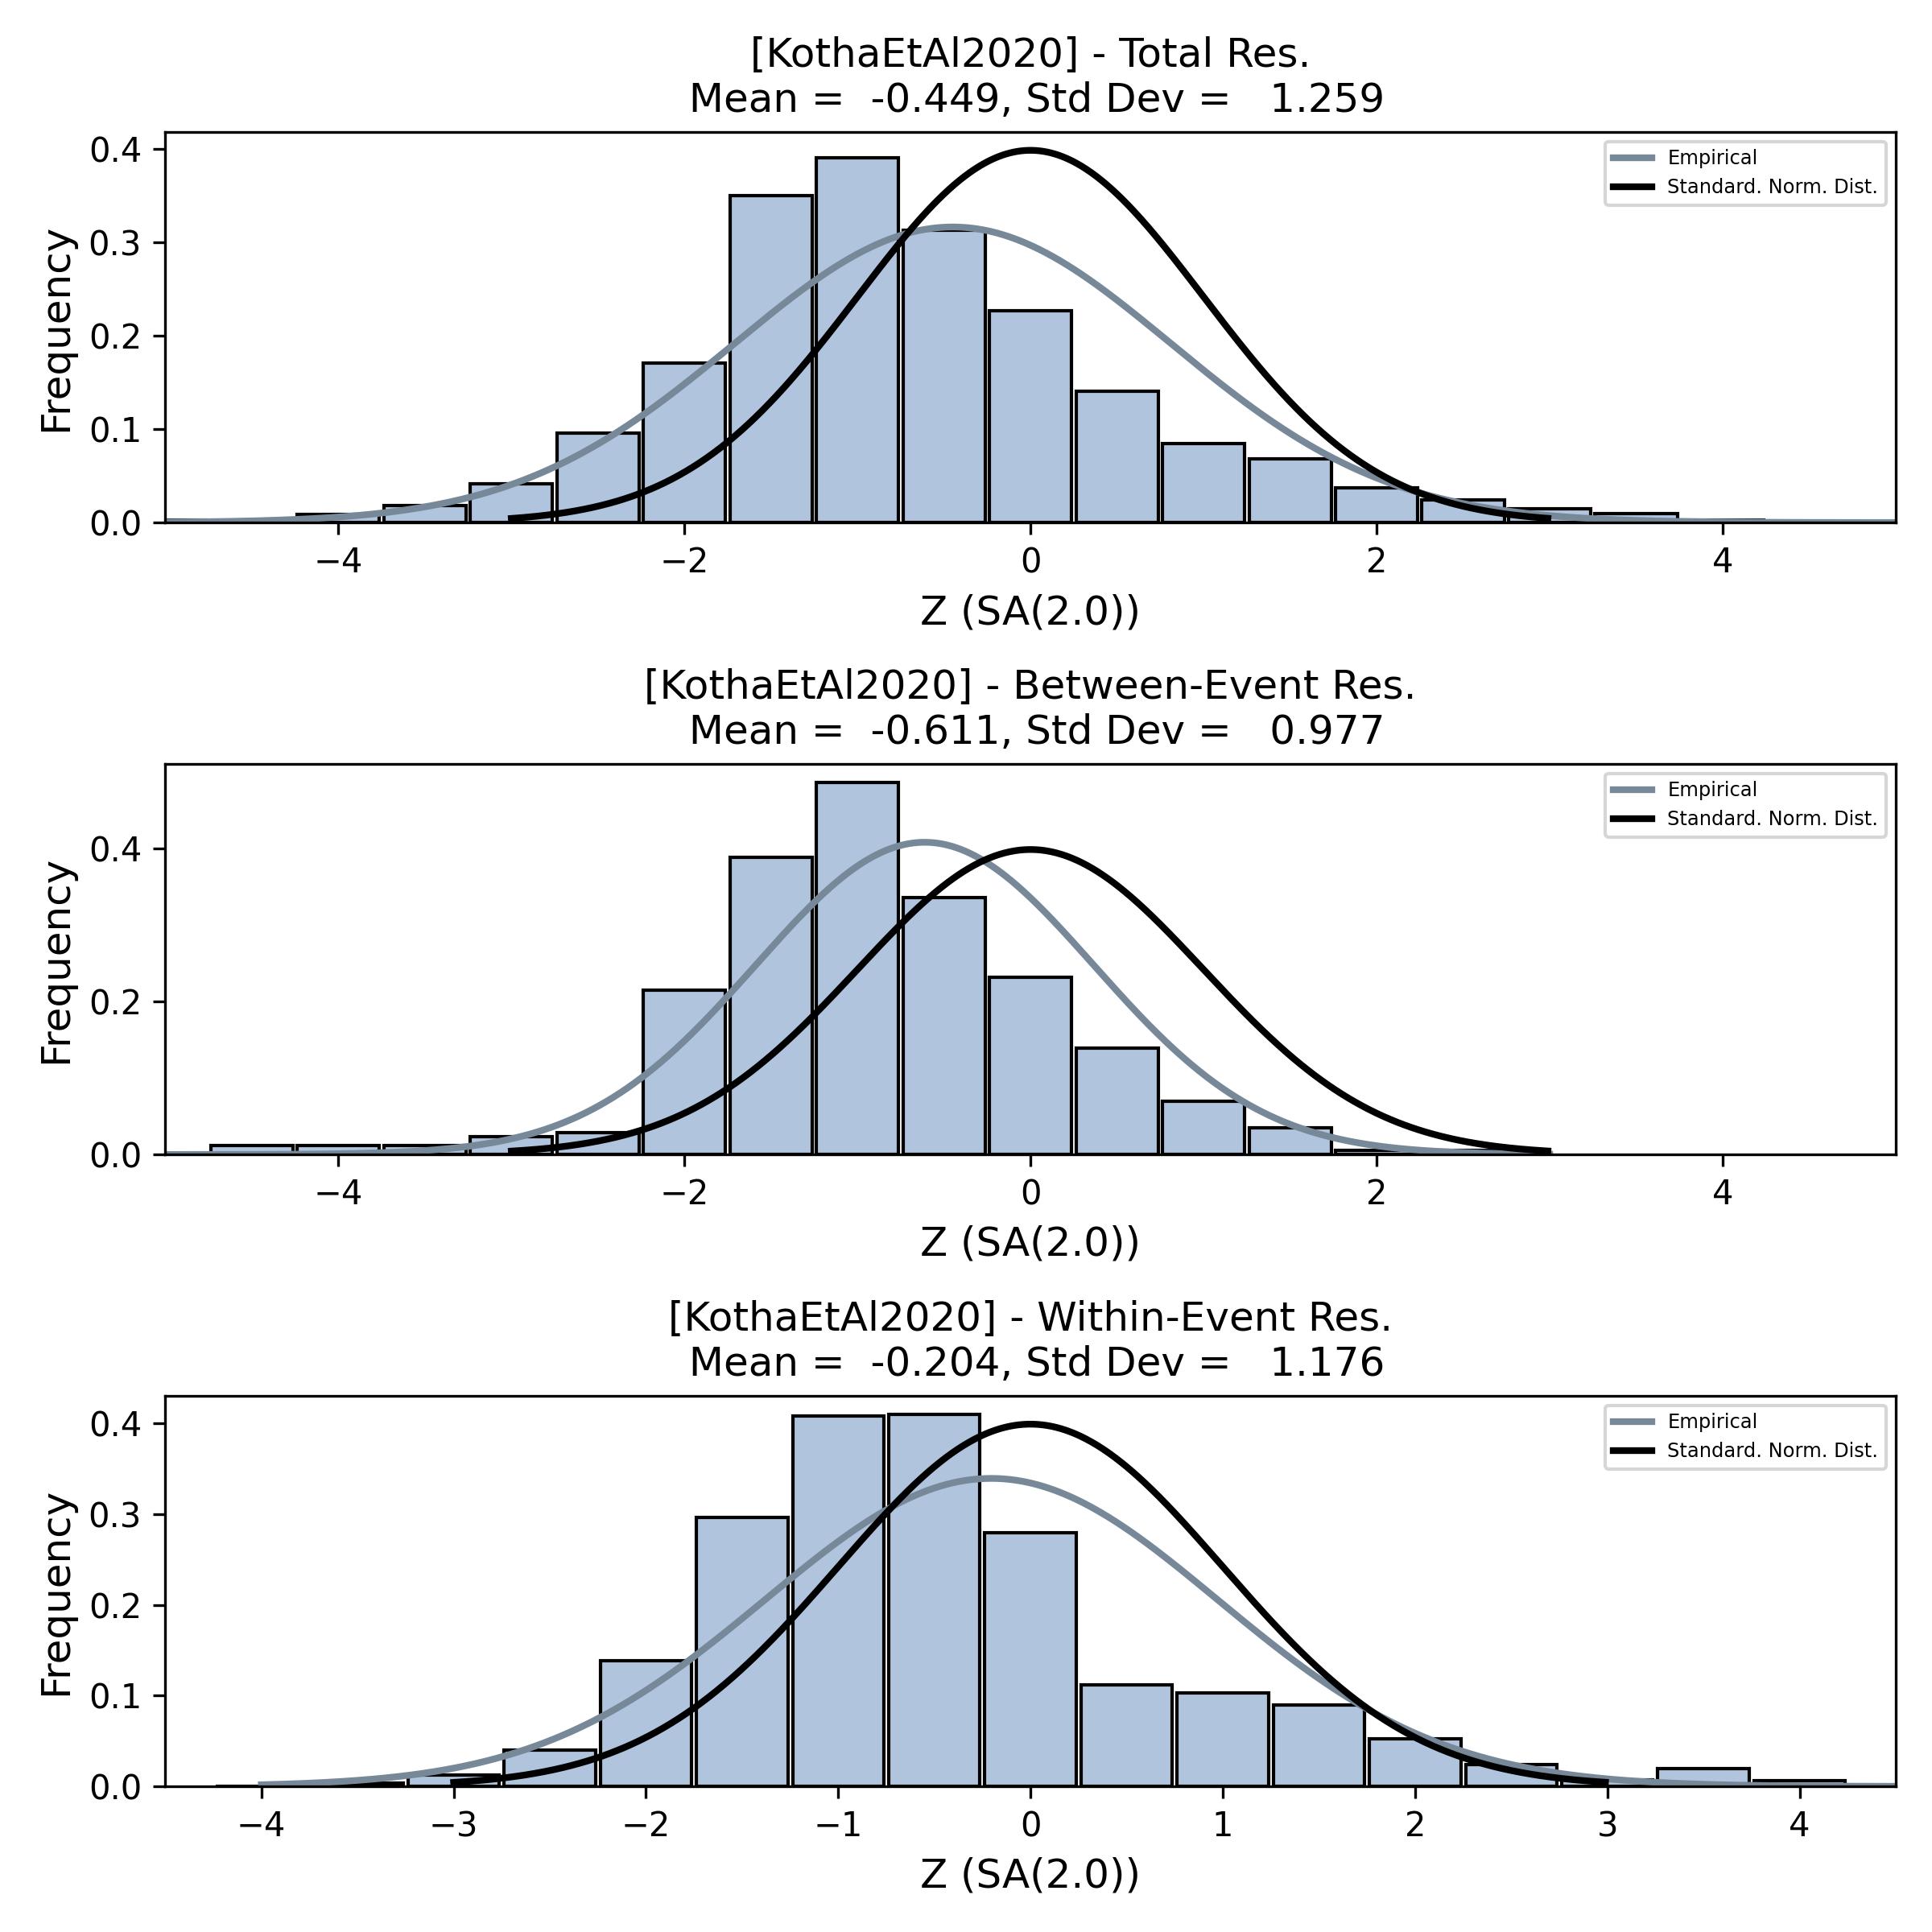 [KothaEtAl2020] - Total Res.
Mean =  -0.449, Std Dev =   1.259
Empirical
Standard. Norm. Dist.
0.4
0.3
0.2
0.1
0.0
Frequency
−4
−2
0
2
4
Z (SA(2.0))
[KothaEtAl2020] - Between-Event Res.
Mean =  -0.611, Std Dev =   0.977
Empirical
Standard. Norm. Dist.
0.4
0.2
0.0
Frequency
−4
−2
0
2
4
Z (SA(2.0))
[KothaEtAl2020] - Within-Event Res.
Mean =  -0.204, Std Dev =   1.176
Empirical
Standard. Norm. Dist.
0.4
0.3
0.2
0.1
0.0
Frequency
−4
−3
−2
−1
0
1
2
3
4
Z (SA(2.0))